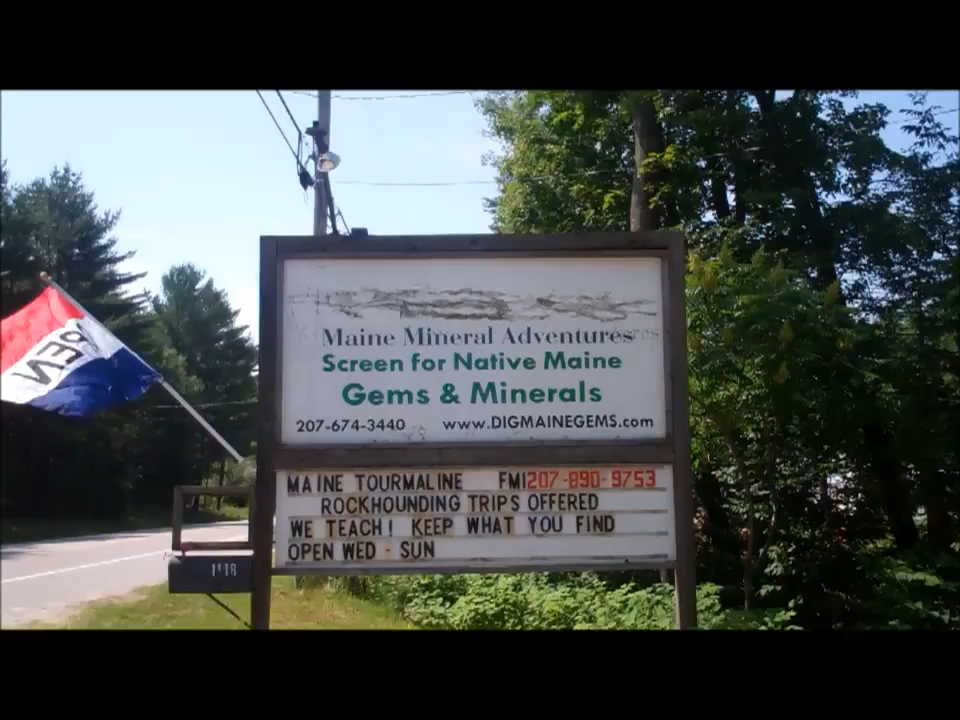 OPEN
Maine Mineral Adventures
Screen for Native Maine
Gems & Minerals
207-674-3440 www.DIGMAINEGEMS.com
MAINE TOURMALINE FMI 207-890-9753
ROCKHOUNDING TRIPS OFFERED
WE TEACH! KEEP WHAT YOU FIND
OPEN WED - SUN